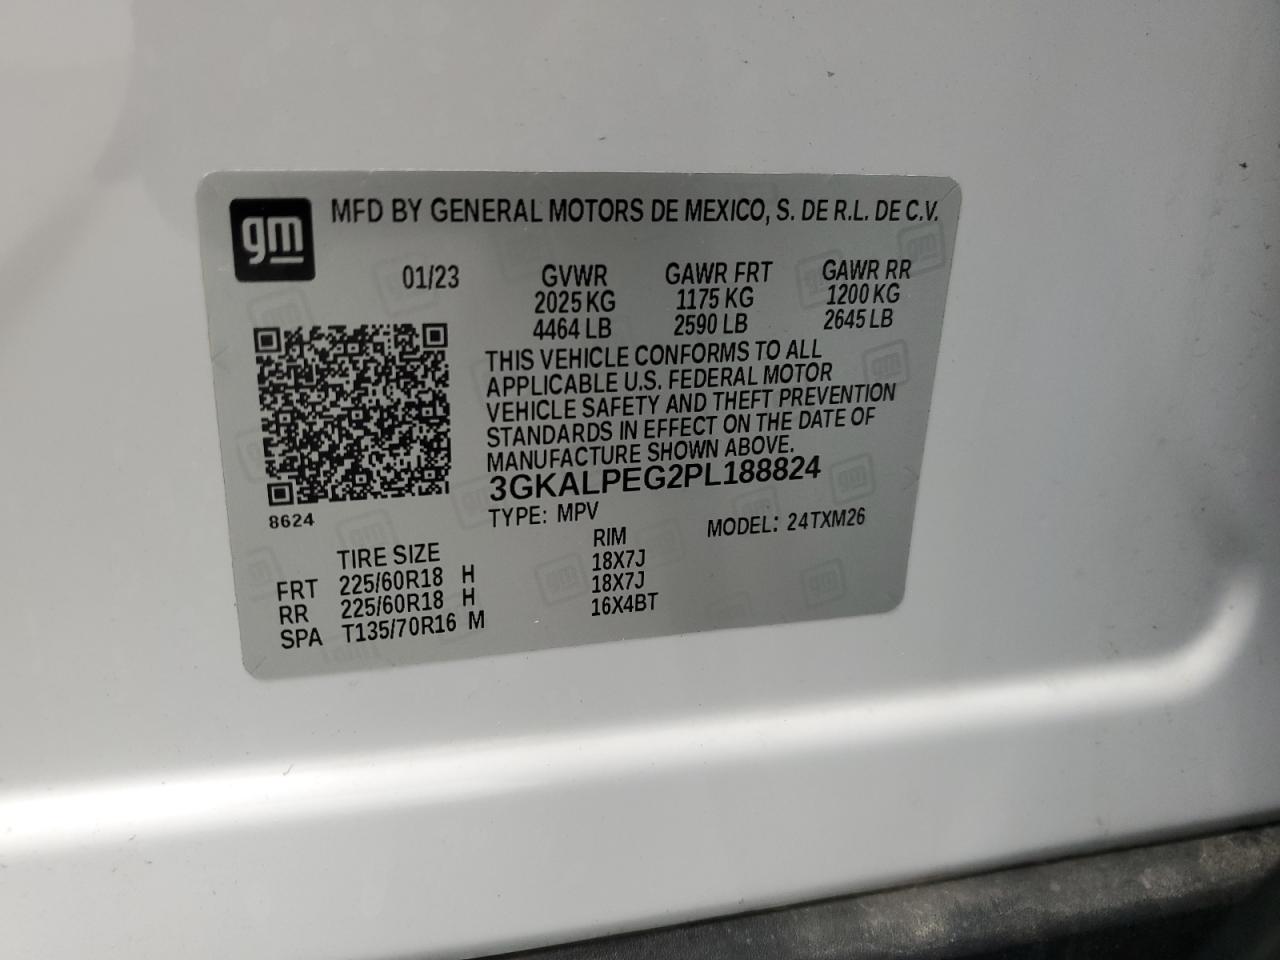 gm MFD BY GENERAL MOTORS DE MEXICO, S. DE R.L. DE C.V.
01/23 GVWR GAWR FRT GAWR RR
2025 KG 1175 KG 1200 KG
4464 LB 2590 LB 2645 LB
THIS VEHICLE CONFORMS TO ALL
APPLICABLE U.S. FEDERAL MOTOR
VEHICLE SAFETY AND THEFT PREVENTION
STANDARDS IN EFFECT ON THE DATE OF
MANUFACTURE SHOWN ABOVE.
3GKALPEG2PL188824
8624 TYPE: MPV MODEL: 24TXM26
TIRE SIZE RIM
FRT 225/60R18 H 18X7J
RR 225/60R18 H 18X7J
SPA T135/70R16 M 16X4BT